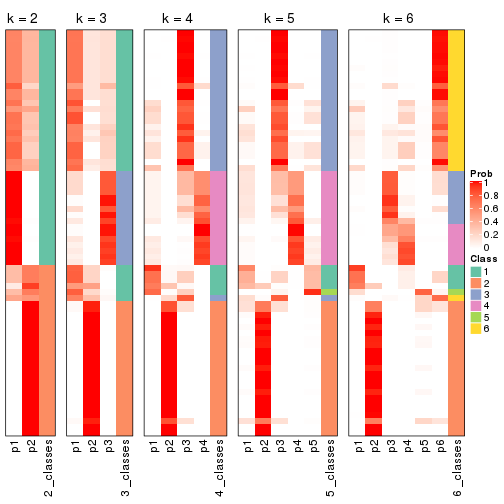 k = 2
k = 3
k = 4
k = 5
k = 6
p1
p2
2_classes
p1
p2
p3
3_classes
p1
p2
p3
p4
4_classes
p1
p2
p3
p4
p5
5_classes
p1
p2
p3
p4
p5
p6
6_classes
Prob
1
0.8
0.6
0.4
0.2
0
Class
1
2
3
4
5
6